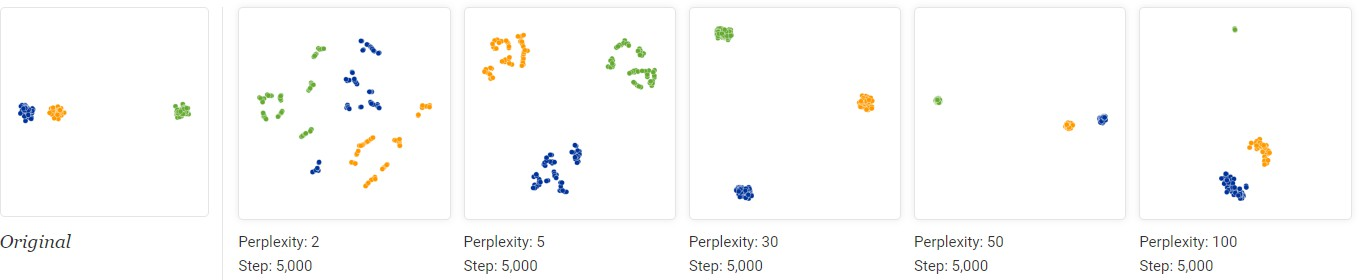 Original
Perplexity: 2
Step: 5,000
Perplexity: 5
Step: 5,000
Perplexity: 30
Step: 5,000
Perplexity: 50
Step: 5,000
Perplexity: 100
Step: 5,000